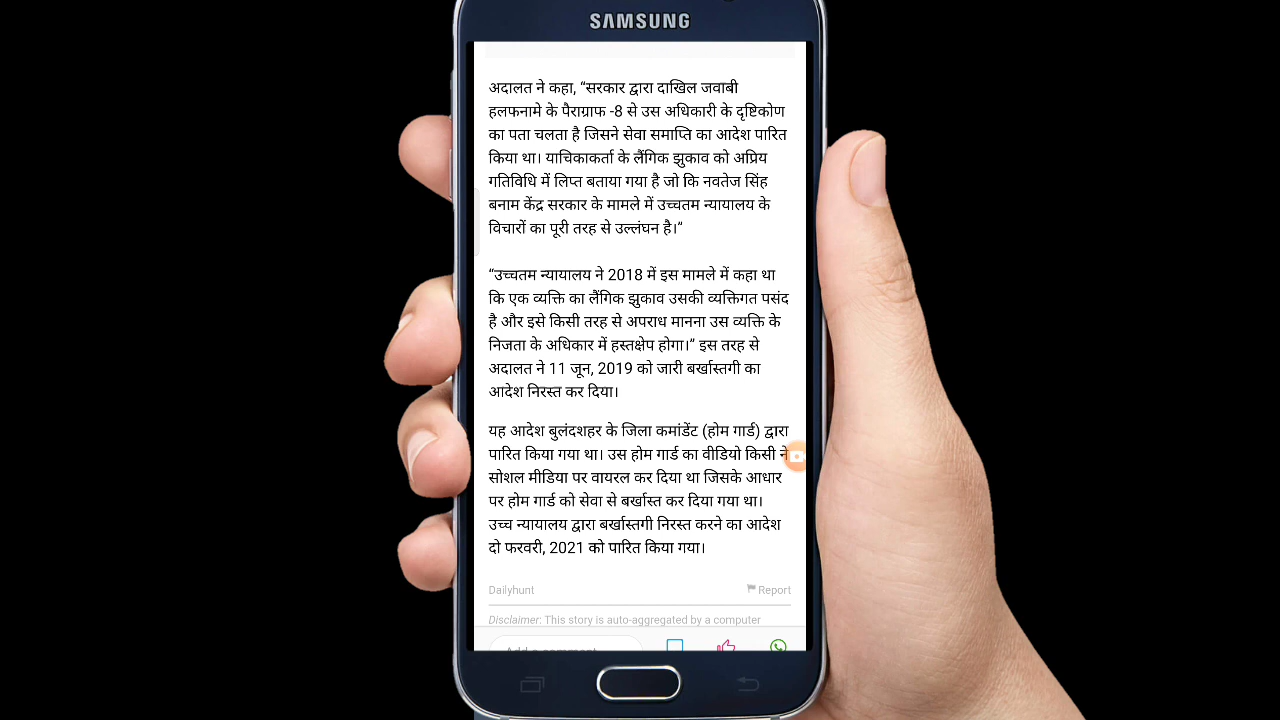 SAMSUNG
अदालत ने कहा, “सरकार द्वारा दाखिल जवाबी
हलफनामे के पैराग्राफ -8 से उस अधिकारी के दृष्टिकोण
का पता चलता है जिसने सेवा समाप्ति का आदेश पारित
किया था। याचिकाकर्ता के लैंगिक झुकाव को अप्रिय
गतिविधि में लिप्त बताया गया है जो कि नवतेज सिंह
बनाम केंद्र सरकार के मामले में उच्चतम न्यायालय के
विचारों का पूरी तरह से उल्लंघन है।”
“उच्चतम न्यायालय ने 2018 में इस मामले में कहा था
कि एक व्यक्ति का लैंगिक झुकाव उसकी व्यक्तिगत पसंद
है और इसे किसी तरह से अपराध मानना उस व्यक्ति के
निजता के अधिकार में हस्तक्षेप होगा।” इस तरह से
अदालत ने 11 जून, 2019 को जारी बर्खास्तगी का
आदेश निरस्त कर दिया।
यह आदेश बुलंदशहर के जिला कमांडेंट (होम गार्ड) द्वारा
पारित किया गया था। उस होम गार्ड का वीडियो किसी ने
सोशल मीडिया पर वायरल कर दिया था जिसके आधार
पर होम गार्ड को सेवा से बर्खास्त कर दिया गया था।
उच्च न्यायालय द्वारा बर्खास्तगी निरस्त करने का आदेश
दो फरवरी, 2021 को पारित किया गया।
Dailyhunt Report
Disclaimer: This story is auto-aggregated by a computer
Add a comment